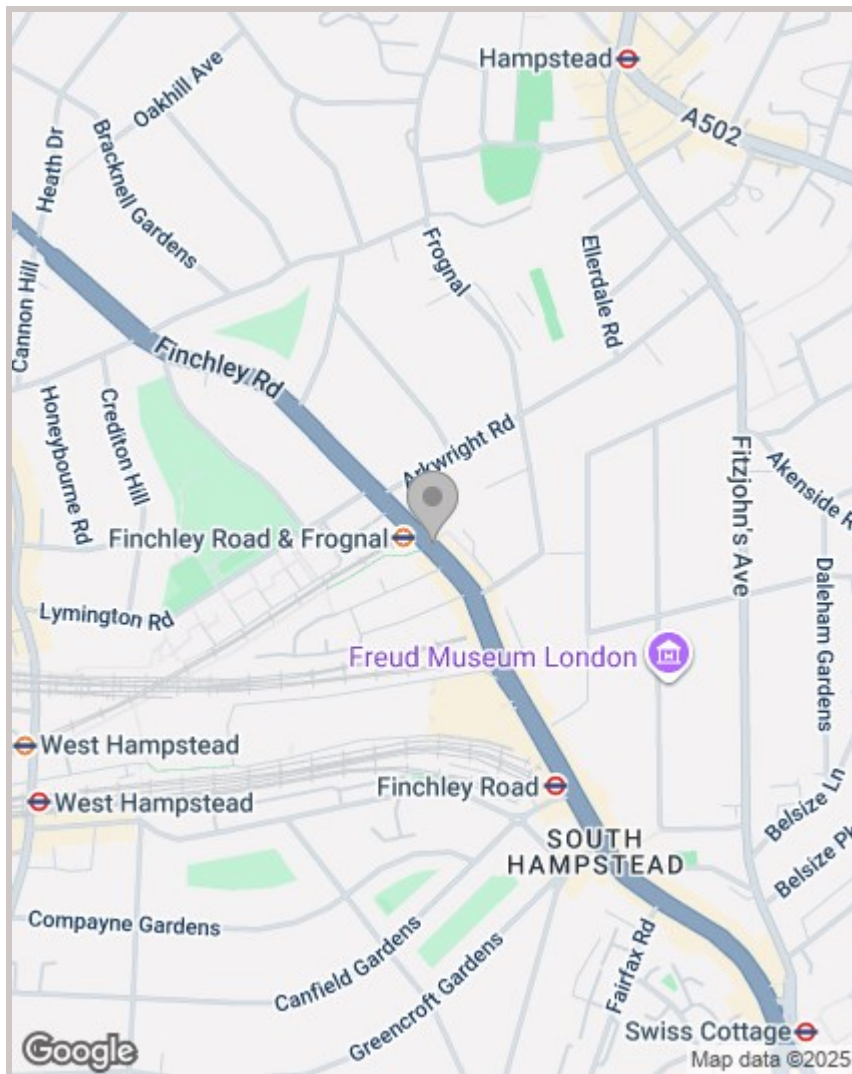 Hampstead
A502
Oakhill Ave
Heath Dr
Bracknell Gardens
Frognal
Ellerdale Rd
Cannon Hill
Finchley Rd
Honeybourne Rd
Crediton Hill
Arkwright Rd
Fitzjohn's Ave
Akenside R
Finchley Road & Frognal
Daleham Gardens
Lymington Rd
Freud Museum London
West Hampstead
West Hampstead
Finchley Road
Belsize Ln
SOUTH
HAMPSTEAD
Belsize Pk
Compayne Gardens
Canfield Gardens
Greencroft Gardens
Fairfax Rd
Swiss Cottage
Google
Map data ©2025